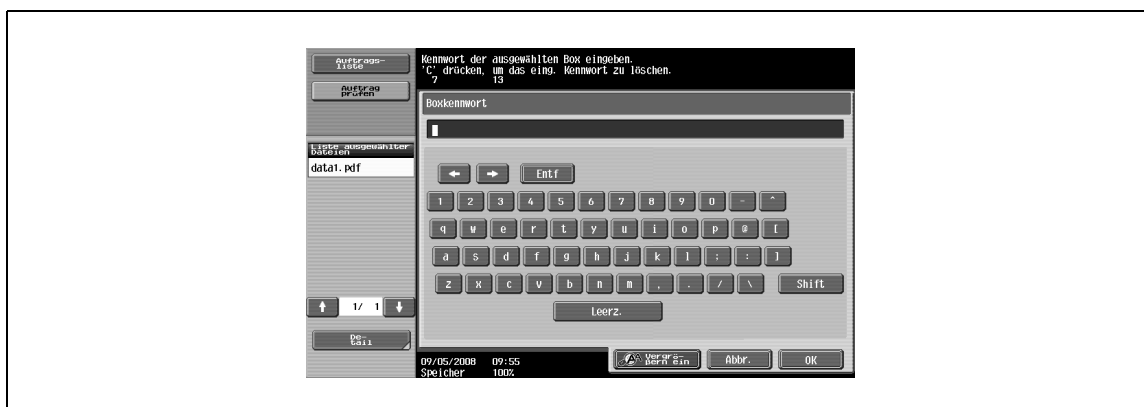 Auftrags-
liste
Auftrag
prüfen
Liste ausgewählter
Dateien
data1.pdf
1/ 1
De-
tail
Kennwort der ausgewählten Box eingeben.
'C' drücken, um das eing. Kennwort zu löschen.
7 13
Boxkennwort
Entf
1 2 3 4 5 6 7 8 9 0 - ^
q w e r t y u i o p @ [
a s d f g h j k l ; : ]
z x c v b n m , . / \ Shift
Leerz.
09/05/2008 09:55
Speicher 100%
Vergrö-
ßern ein
Abbr.
OK